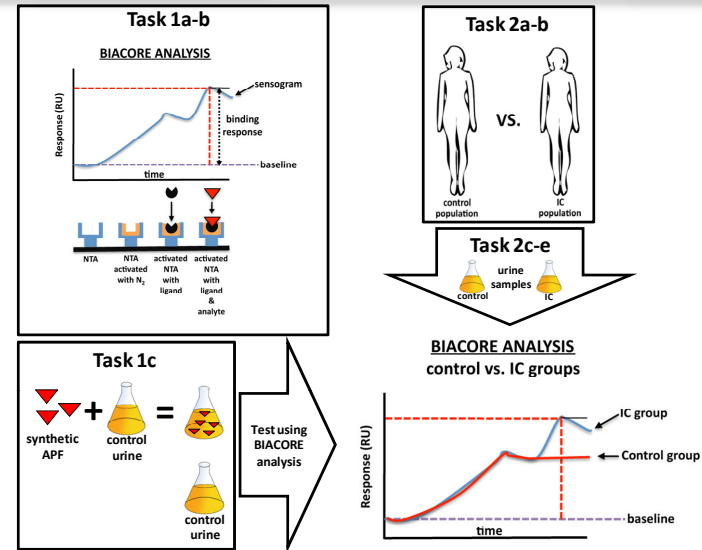 Task 1a-b
BIACORE ANALYSIS
Response (RU)
sensogram
binding
response
baseline
time
NTA
NTA
activated
with N2
activated
NTA
with
ligand
activated
NTA
with
ligand
&
analyte
Task 2a-b
VS.
control
population
IC
population
Task 2c-e
urine
samples
control
IC
Task 1c
+
=
synthetic
APF
control
urine
control
urine
Test using
BIACORE
analysis
BIACORE ANALYSIS
control vs. IC groups
Response (RU)
IC group
Control group
baseline
time